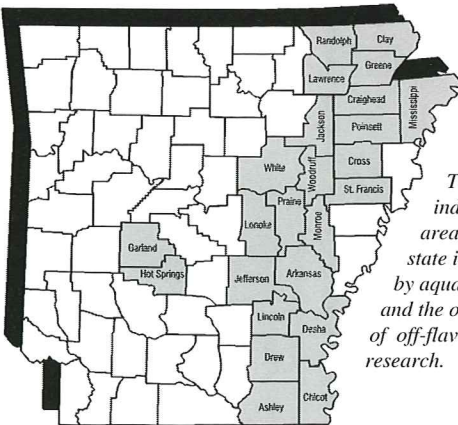 Randolph
Clay
Greene
Lawrence
Craighead
Mississippi
Jackson
Poinsett
White
Woodruff
Cross
St. Francis
Prairie
Lonoke
Monroe
Garland
Hot Springs
Jefferson
Arkansas
Lincoln
Desha
Drew
Ashley
Chicot
T
ind
area
state i
by aqua
and the o
of off-flav
research.